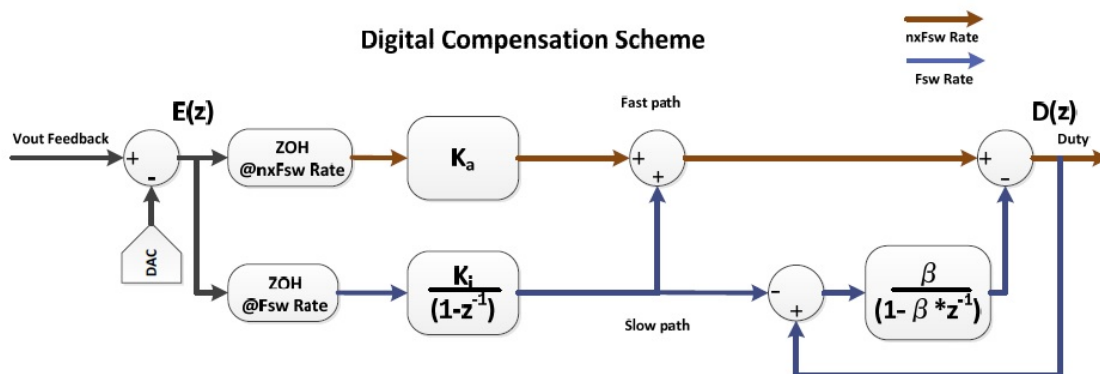 nxFsw Rate
Digital Compensation Scheme
Fsw Rate
E(z)
Fast path
D(z)
Vout Feedback
Duty
+
-
ZOH
@nxFsw Rate
Ka
+
+
+
-
DAC
ZOH
@Fsw Rate
Ki
(1-z-1)
Slow path
-
+
β
(1- β *z-1)